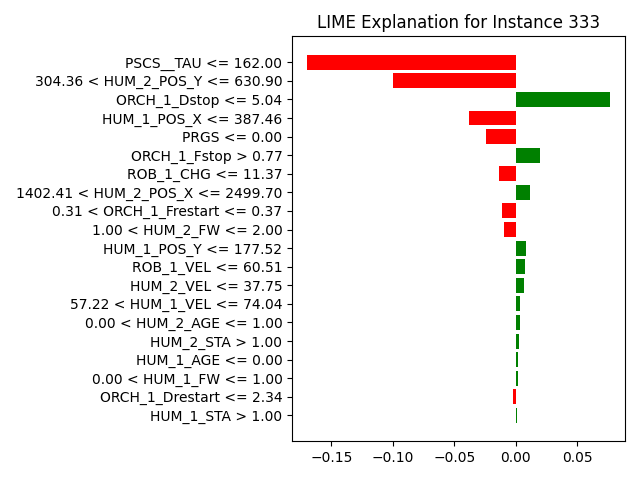 LIME Explanation for Instance 333
PSCS__TAU <= 162.00
304.36 < HUM_2_POS_Y <= 630.90
ORCH_1_Dstop <= 5.04
HUM_1_POS_X <= 387.46
PRGS <= 0.00
ORCH_1_Fstop > 0.77
ROB_1_CHG <= 11.37
1402.41 < HUM_2_POS_X <= 2499.70
0.31 < ORCH_1_Frestart <= 0.37
1.00 < HUM_2_FW <= 2.00
HUM_1_POS_Y <= 177.52
ROB_1_VEL <= 60.51
HUM_2_VEL <= 37.75
57.22 < HUM_1_VEL <= 74.04
0.00 < HUM_2_AGE <= 1.00
HUM_2_STA > 1.00
HUM_1_AGE <= 0.00
0.00 < HUM_1_FW <= 1.00
ORCH_1_Drestart <= 2.34
HUM_1_STA > 1.00
−0.15 −0.10 −0.05 0.00 0.05